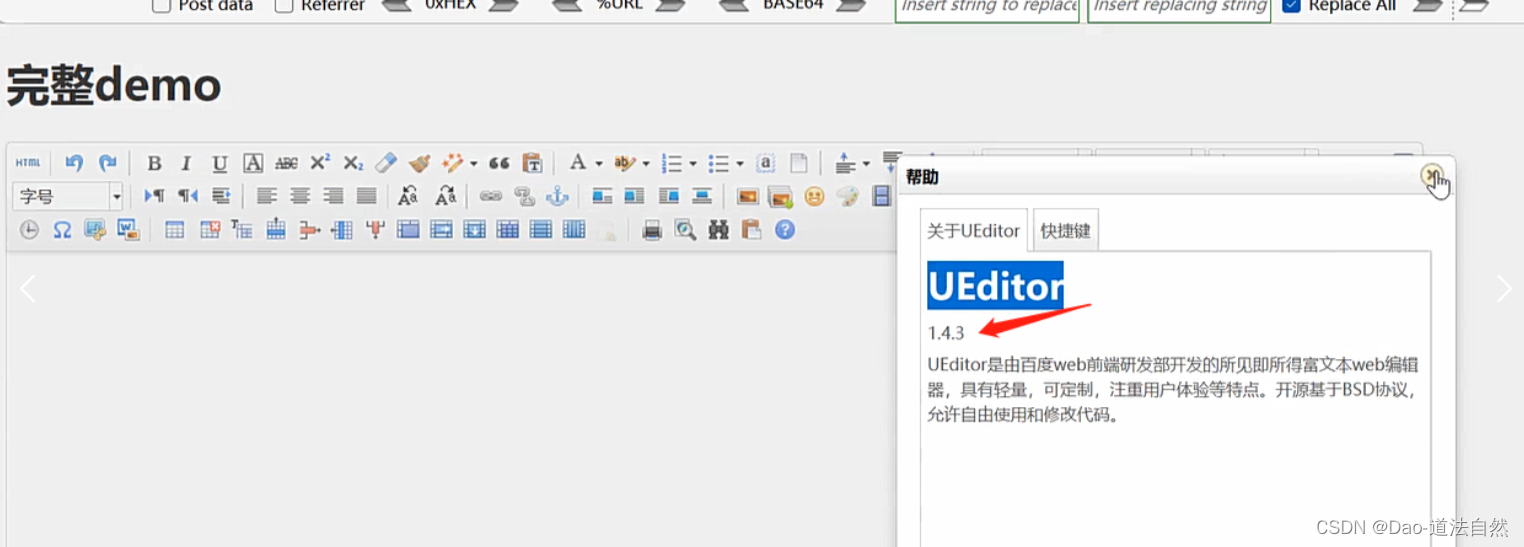 Post data Referrer 0xHEX %URL BASE64 Insert string to replace Insert replacing string Replace All
完整demo
HTML B I U A ABC X² X₂ A ab a
字号
帮助
关于UEditor 快捷键
UEditor
1.4.3
UEditor是由百度web前端研发部开发的所见即所得富文本web编辑
器，具有轻量，可定制，注重用户体验等特点。开源基于BSD协议，
允许自由使用和修改代码。
CSDN @Dao-道法自然